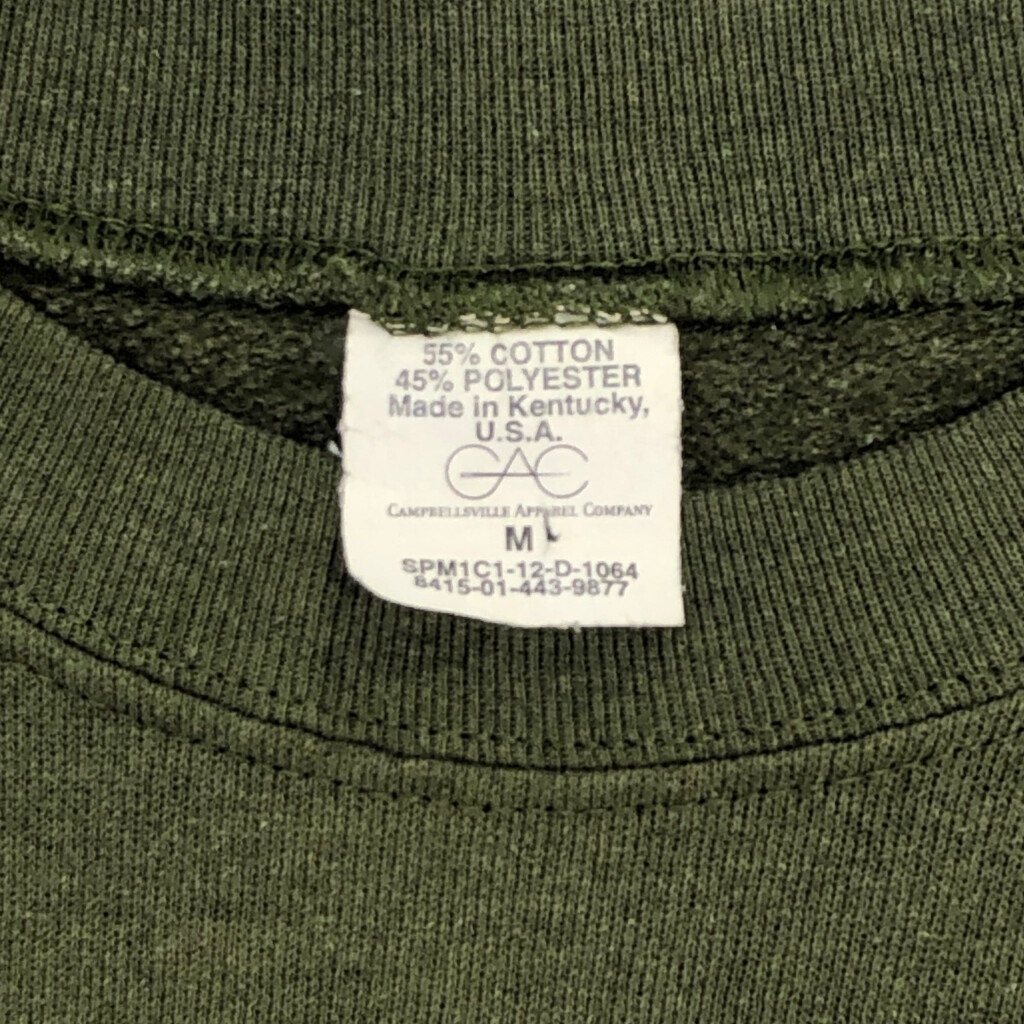 55% COTTON
45% POLYESTER
Made in Kentucky,
U.S.A.
CAC
CAMPBELLSVILLE APPAREL COMPANY
M
SPM1C1-12-D-1064
8415-01-443-9877